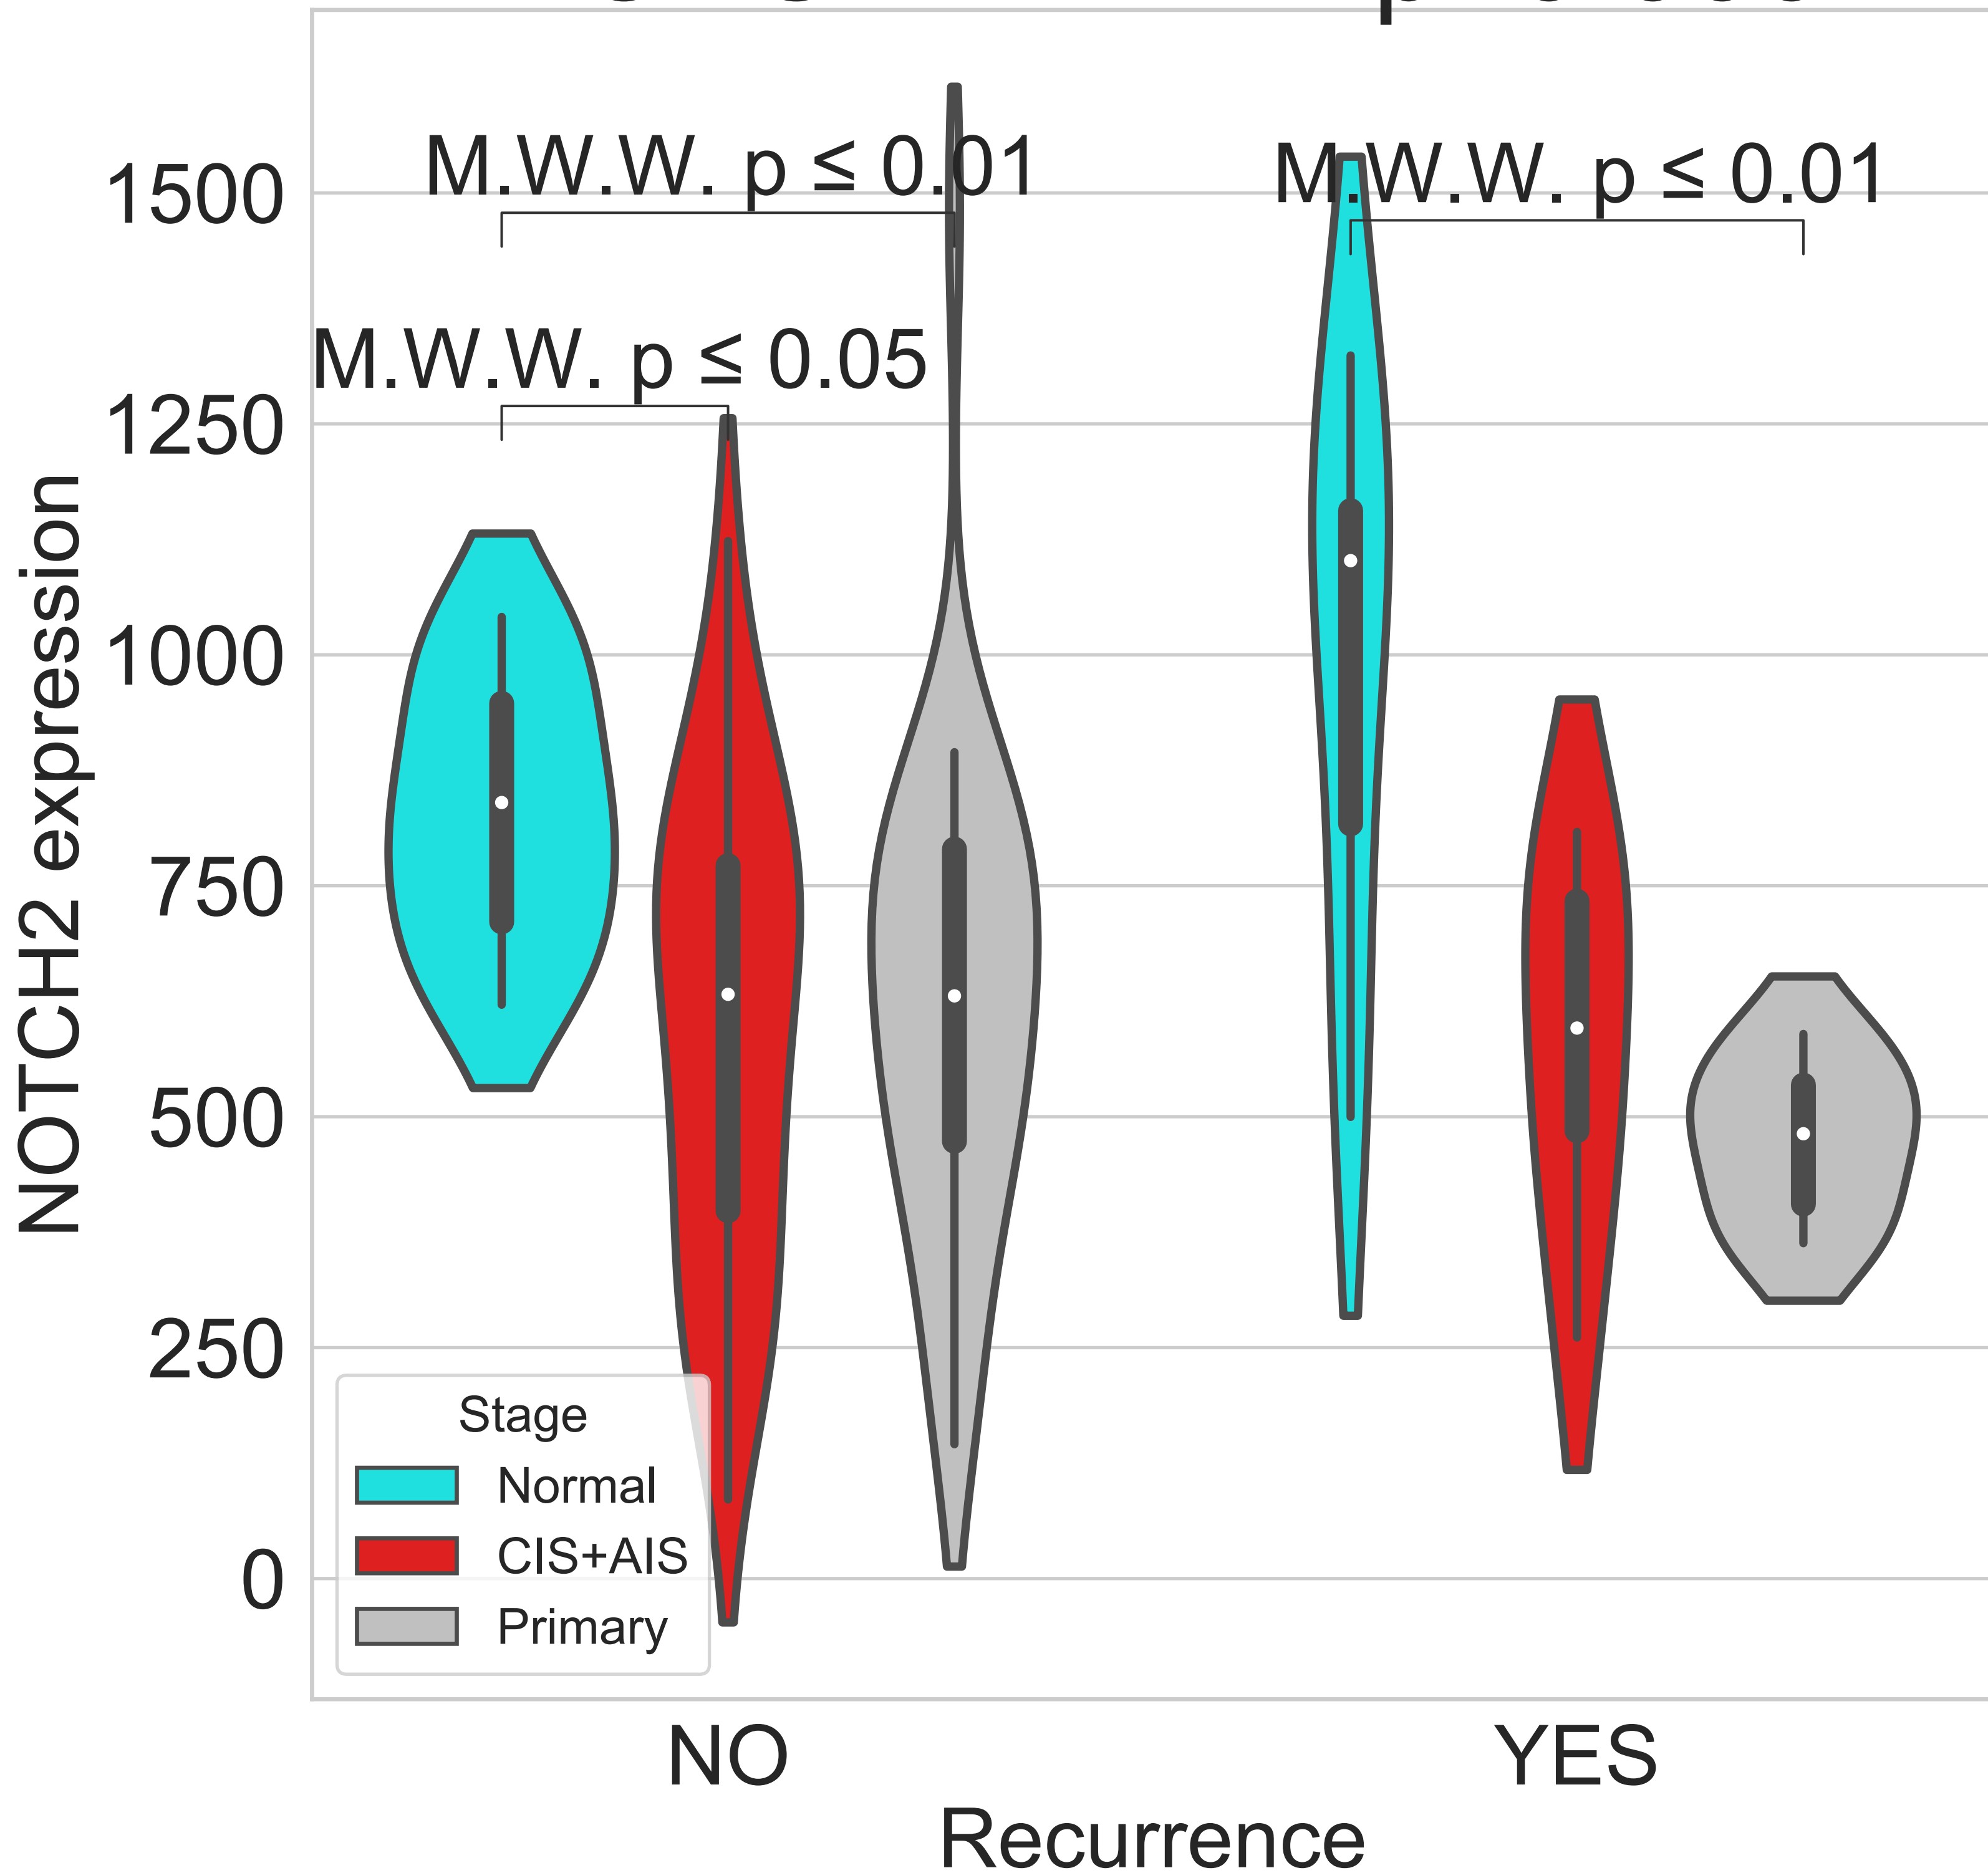 M.W.W. p ≤ 0.01
M.W.W. p ≤ 0.01
M.W.W. p ≤ 0.05
NOTCH2 expression
1500
1250
1000
750
500
250
0
Stage
Normal
CIS+AIS
Primary
NO
YES
Recurrence